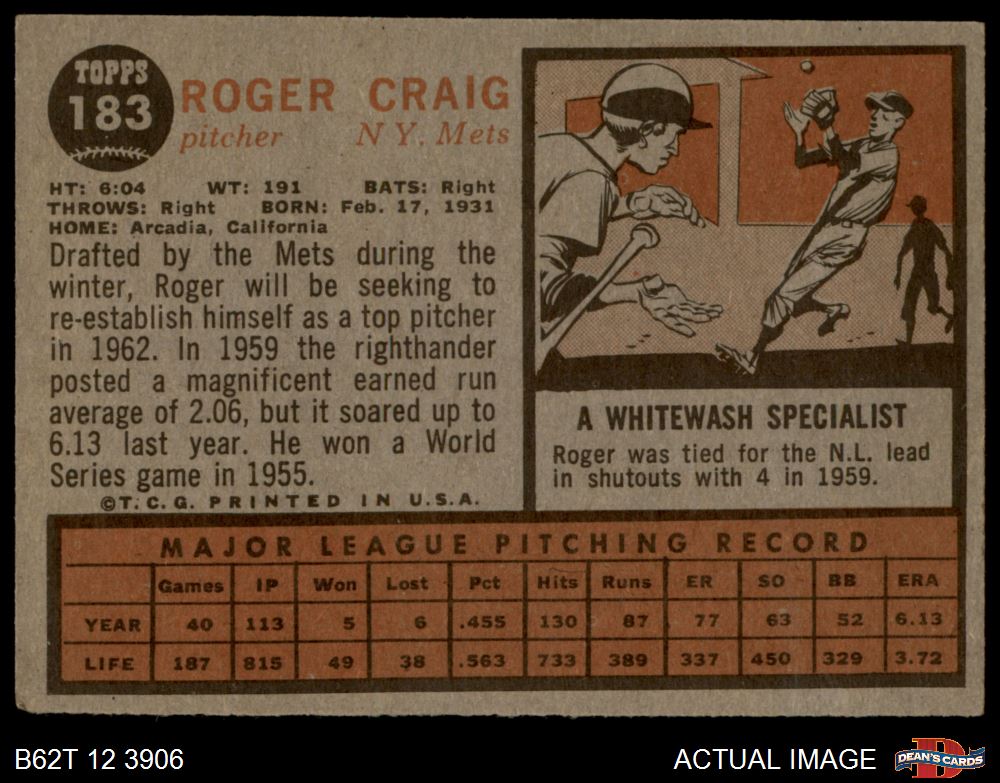 TOPPS
183
ROGER CRAIG
pitcher N Y. Mets
HT: 6:04 WT: 191 BATS: Right
THROWS: Right BORN: Feb. 17, 1931
HOME: Arcadia, California
Drafted by the Mets during the
winter, Roger will be seeking to
re-establish himself as a top pitcher
in 1962. In 1959 the righthander
posted a magnificent earned run
average of 2.06, but it soared up to
6.13 last year. He won a World
Series game in 1955.
©T.C.G. PRINTED IN U.S.A.
A WHITEWASH SPECIALIST
Roger was tied for the N.L. lead
in shutouts with 4 in 1959.
MAJOR LEAGUE PITCHING RECORD
Games IP Won Lost Pct Hits Runs ER SO BB ERA
YEAR 40 113 5 6 .455 130 87 77 63 52 6.13
LIFE 187 815 49 38 .563 733 389 337 450 329 3.72
B62T 12 3906
ACTUAL IMAGE
DEAN'S CARDS